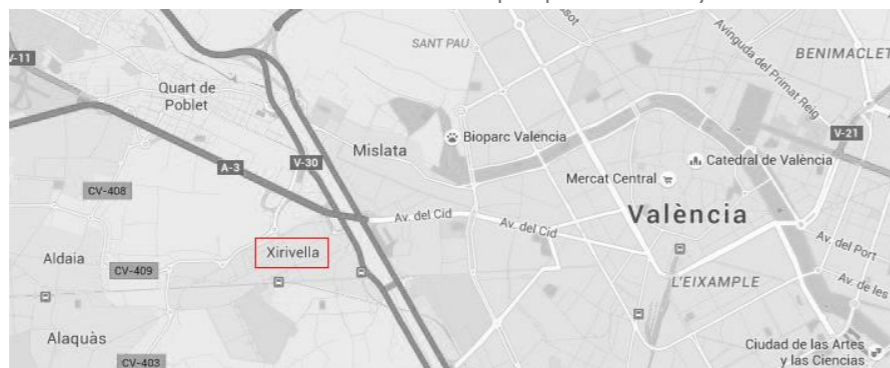 SANT PAU
BENIMACLET
Avinguda del Primat Reig
V-11
Quart de
Poblet
Bioparc Valencia
V-21
Mislata
V-30
A-3
Catedral de València
Mercat Central
CV-408
Av. del Cid
Av. del Cid
València
Xirivella
Av. del Port
Aldaia
CV-409
L'EIXAMPLE
Av. de les
Alaquàs
Ciudad de las Artes
y las Ciencias
CV-403